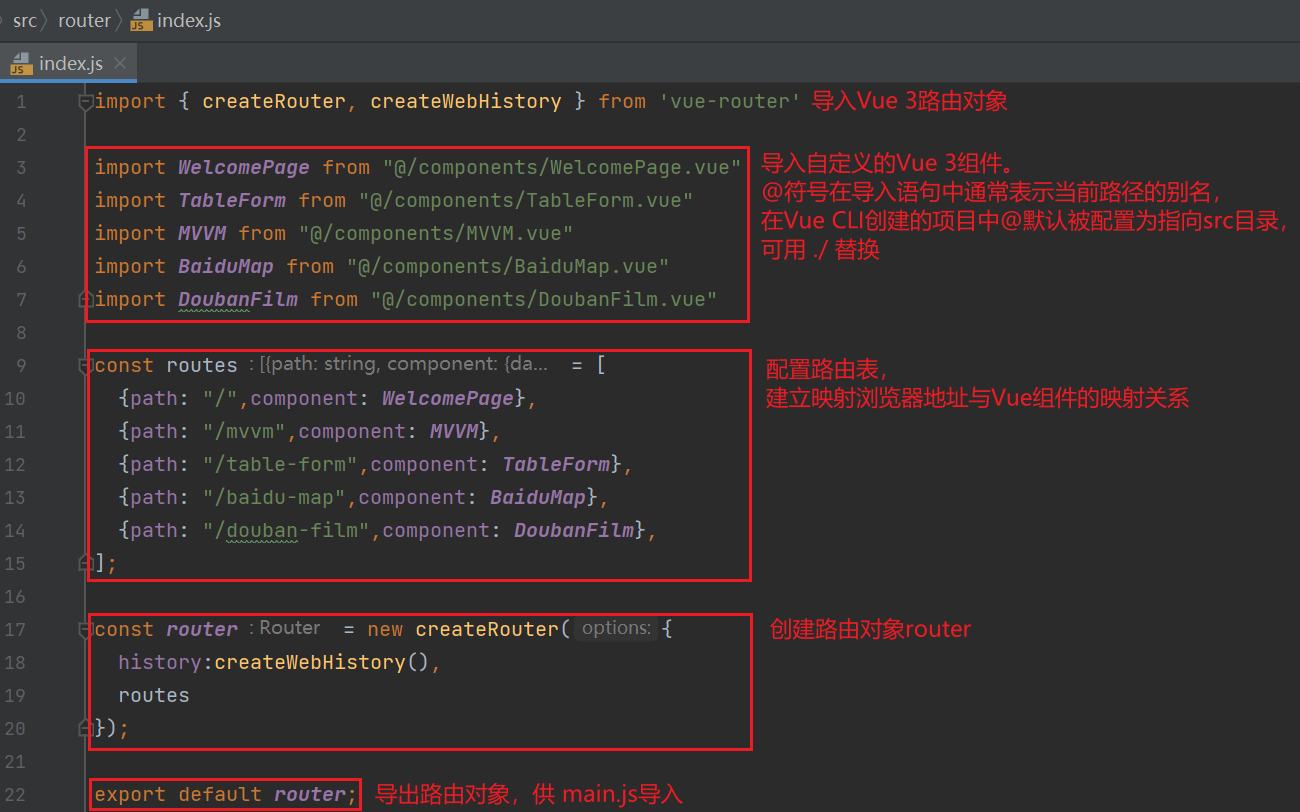 src 〉 router 〉 index.js
index.js ×
1 import { createRouter, createWebHistory } from 'vue-router' 导入Vue 3路由对象
2
3 import WelcomePage from "@/components/WelcomePage.vue" 导入自定义的Vue 3组件。
4 import TableForm from "@/components/TableForm.vue" @符号在导入语句中通常表示当前路径的别名，
5 import MVVM from "@/components/MVVM.vue" 在Vue CLI创建的项目中@默认被配置为指向src目录，
6 import BaiduMap from "@/components/BaiduMap.vue" 可用 ./ 替换
7 import DoubanFilm from "@/components/DoubanFilm.vue"
8
9 const routes : [{path: string, component: {da... = [ 配置路由表，
10 {path: "/",component: WelcomePage}, 建立映射浏览器地址与Vue组件的映射关系
11 {path: "/mvvm",component: MVVM},
12 {path: "/table-form",component: TableForm},
13 {path: "/baidu-map",component: BaiduMap},
14 {path: "/douban-film",component: DoubanFilm},
15 ];
16
17 const router : Router = new createRouter( options: { 创建路由对象router
18 history:createWebHistory(),
19 routes
20 });
21
22 export default router; 导出路由对象，供 main.js导入